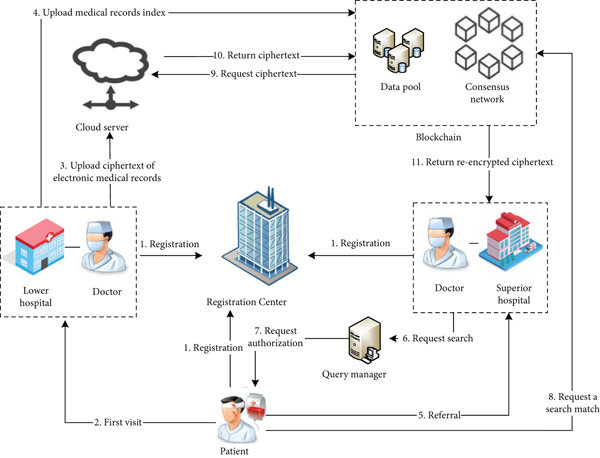 4. Upload medical records index
10. Return ciphertext
9. Request ciphertext
Data pool
Consensus
network
Cloud server
Blockchain
3. Upload ciphertext of
electronic medical records
11. Return re-encrypted ciphertext
1. Registration
1. Registration
Lower
hospital
Doctor
Registration Center
Doctor
Superior
hospital
1. Registration
7. Request
authorization
6. Request search
Query manager
8. Request a
search match
2. First visit
5. Referral
Patient